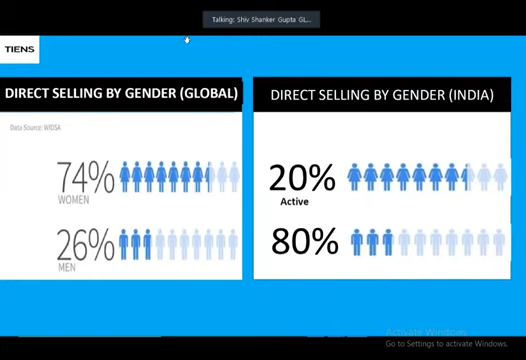 Talking: Shiv Shanker Gupta GL...
TIENS
DIRECT SELLING BY GENDER (GLOBAL)
Data Source: WFDSA
74%
WOMEN
26%
MEN
DIRECT SELLING BY GENDER (INDIA)
20%
Active
80%
Activate Windows
Go to Settings to activate Windows.